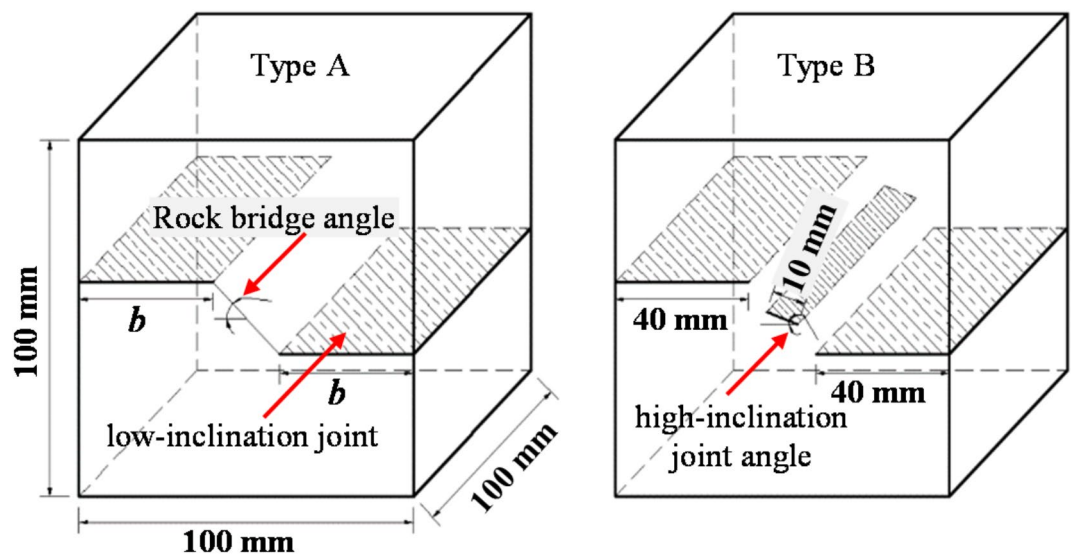 Type A
Type B
Rock bridge angle
b
b
low-inclination joint
100 mm
100 mm
100 mm
10 mm
40 mm
40 mm
high-inclination
joint angle